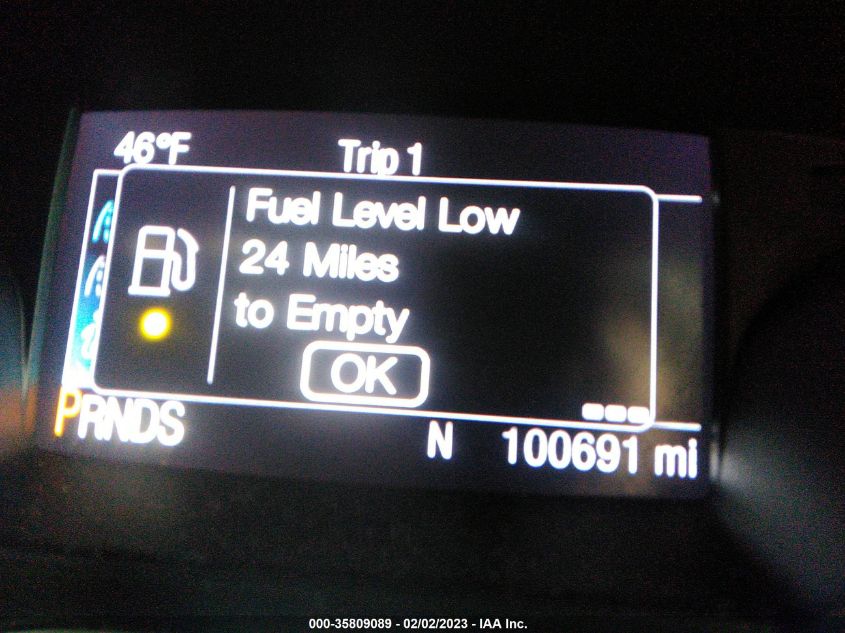 46°F Trip 1
Fuel Level Low
24 Miles
to Empty
OK
PRNDS N 100691 mi
000-35809089 - 02/02/2023 - IAA Inc.